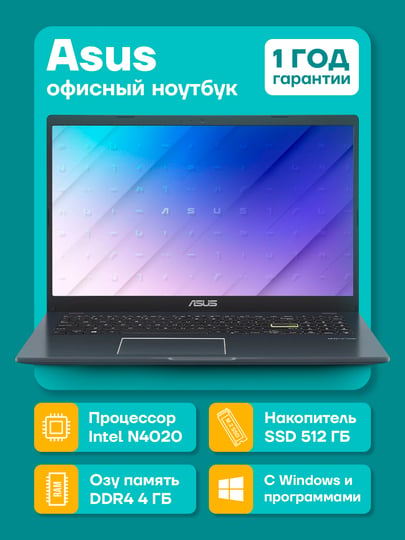 Asus
офисный ноутбук
1 ГОД
гарантии
ASUS
ASUS
Процессор
Intel N4020
Накопитель
SSD 512 ГБ
Озу память
DDR4 4 ГБ
RAM
С Windows и
программами